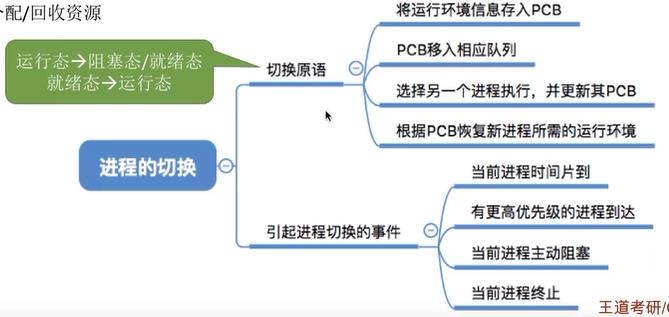 配/回收资源
运行态→阻塞态/就绪态
就绪态→运行态
进程的切换
切换原语
将运行环境信息存入PCB
PCB移入相应队列
选择另一个进程执行，并更新其PCB
根据PCB恢复新进程所需的运行环境
引起进程切换的事件
当前进程时间片到
有更高优先级的进程到达
当前进程主动阻塞
当前进程终止
王道考研/